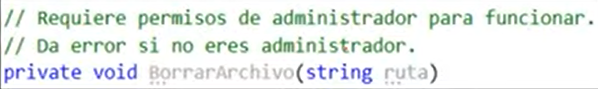 // Requiere permisos de administrador para funcionar.
// Da error si no eres administrador.
private void BorrarArchivo(string ruta)